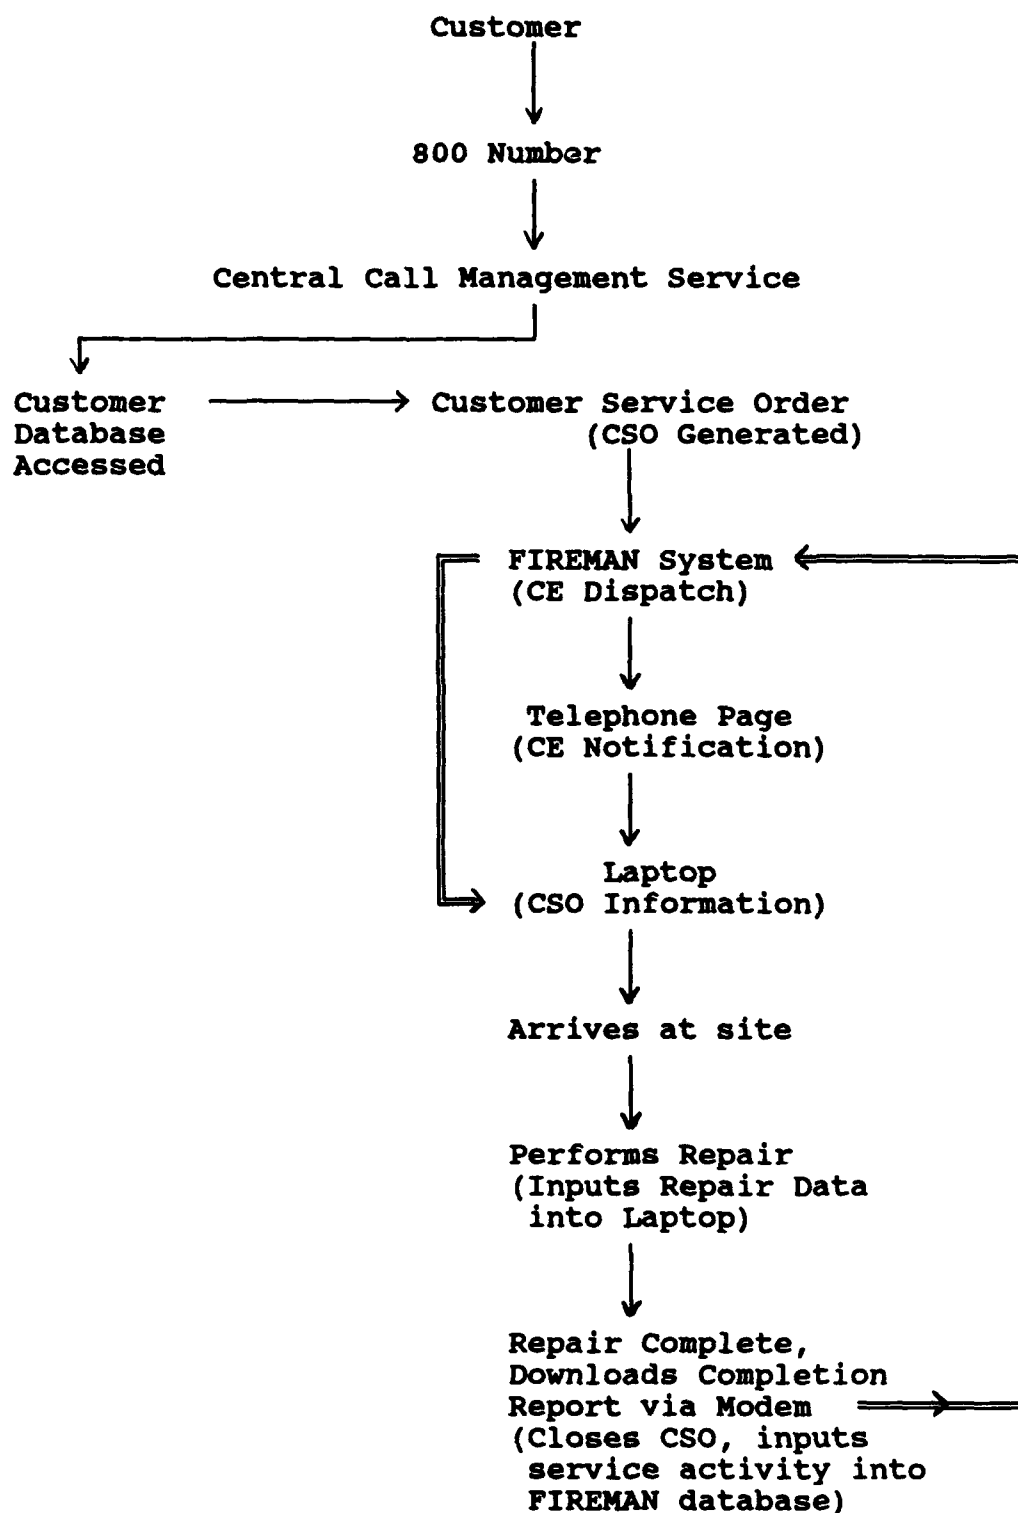 Customer
800 Number
Central Call Management Service
Customer
Database
Accessed
Customer Service Order
(CSO Generated)
FIREMAN System
(CE Dispatch)
Telephone Page
(CE Notification)
Laptop
(CSO Information)
Arrives at site
Performs Repair
(Inputs Repair Data
into Laptop)
Repair Complete,
Downloads Completion
Report via Modem
(Closes CSO, inputs
service activity into
FIREMAN database)